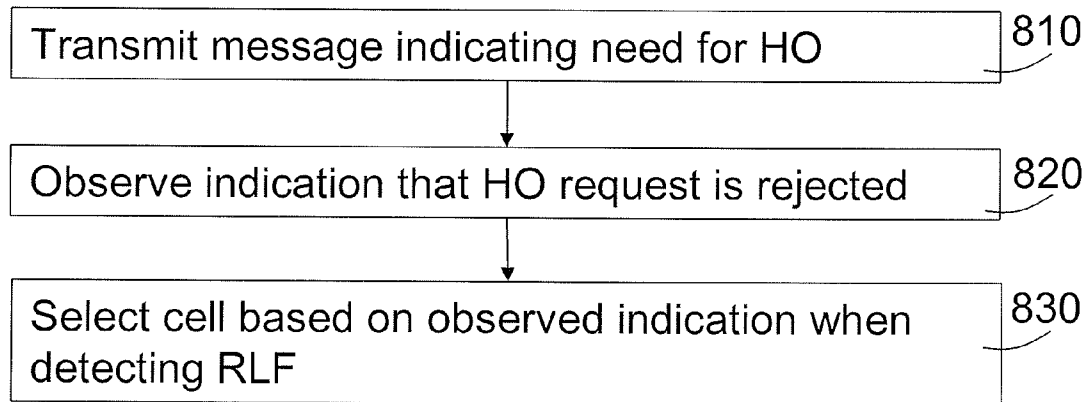 Transmit message indicating need for HO 810
Observe indication that HO request is rejected 820
Select cell based on observed indication when 830
detecting RLF